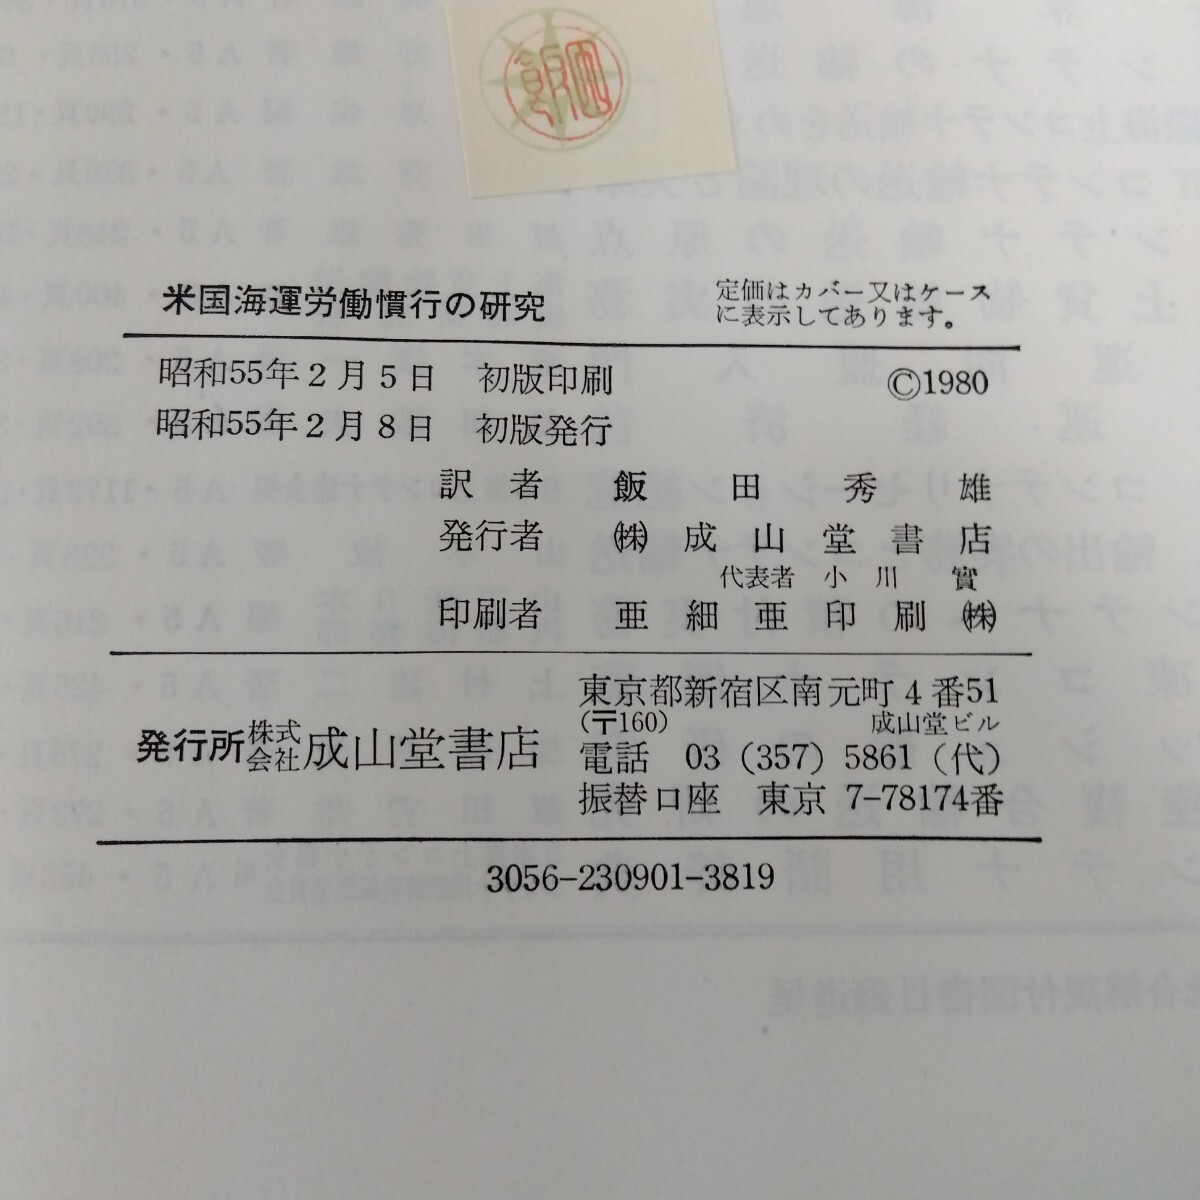 米国海運労働慣行の研究
定価はカバー又はケース
に表示してあります。
昭和55年2月5日 初版印刷
©1980
昭和55年2月8日 初版発行
訳者 飯田秀雄
発行者 ㈱成山堂書店
代表者 小川實
印刷者 亜細亜印刷㈱
発行所 株式会社 成山堂書店
東京都新宿区南元町4番51
(〒160) 成山堂ビル
電話 03 (357) 5861 (代)
振替口座 東京 7-78174番
3056-230901-3819